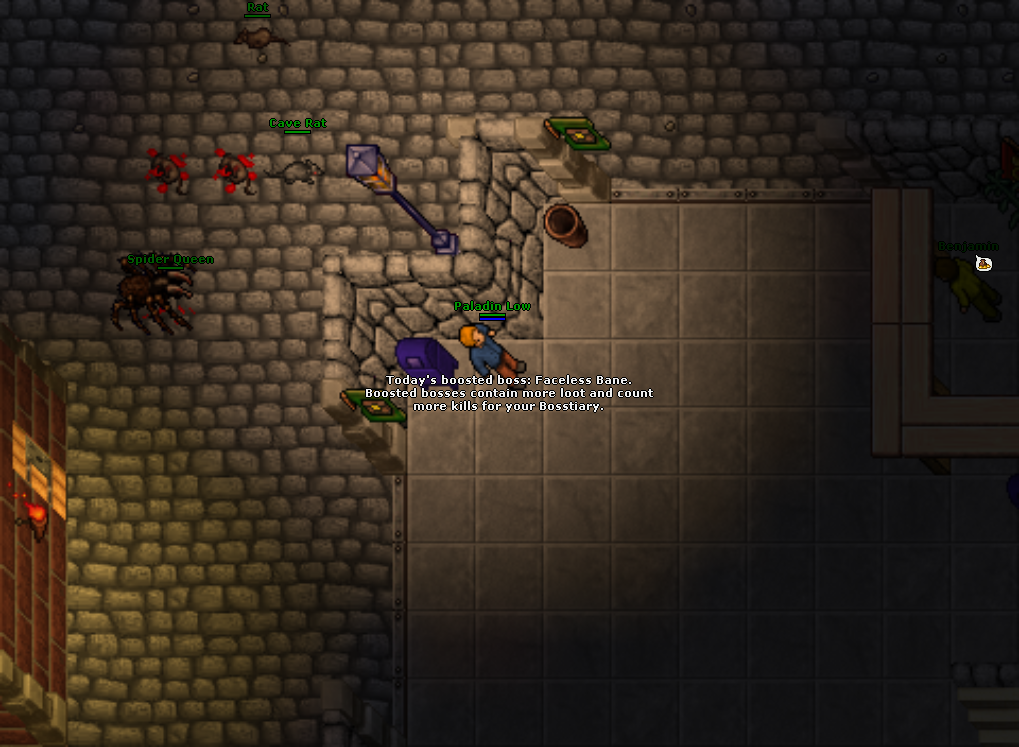 Rat
Cave Rat
Benjamin
Spider Queen
Paladin Low
Today's boosted boss: Faceless Bane.
Boosted bosses contain more loot and count
more kills for your Bosstiary.